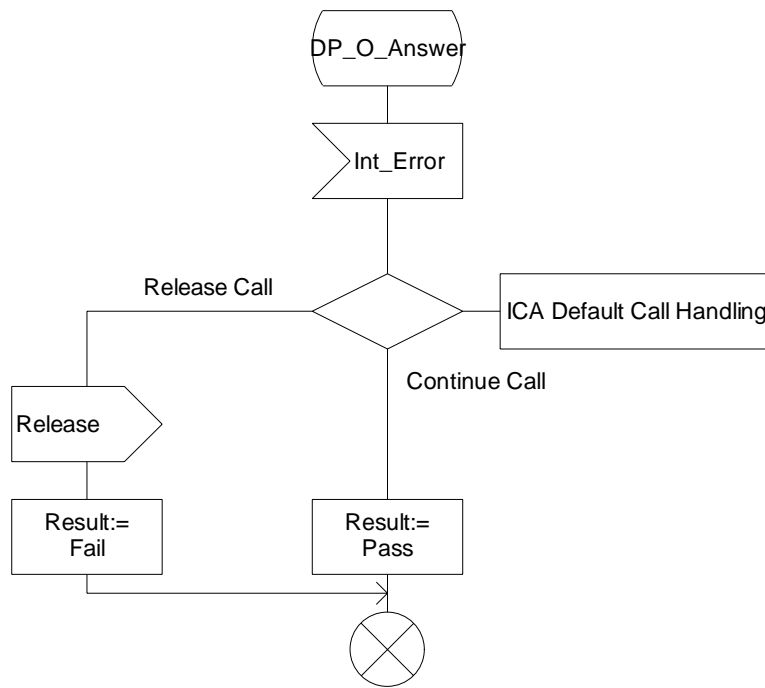 DP_O_Answer
Int_Error
Release Call
ICA Default Call Handling
Continue Call
Release
Result:=
Fail
Result:=
Pass